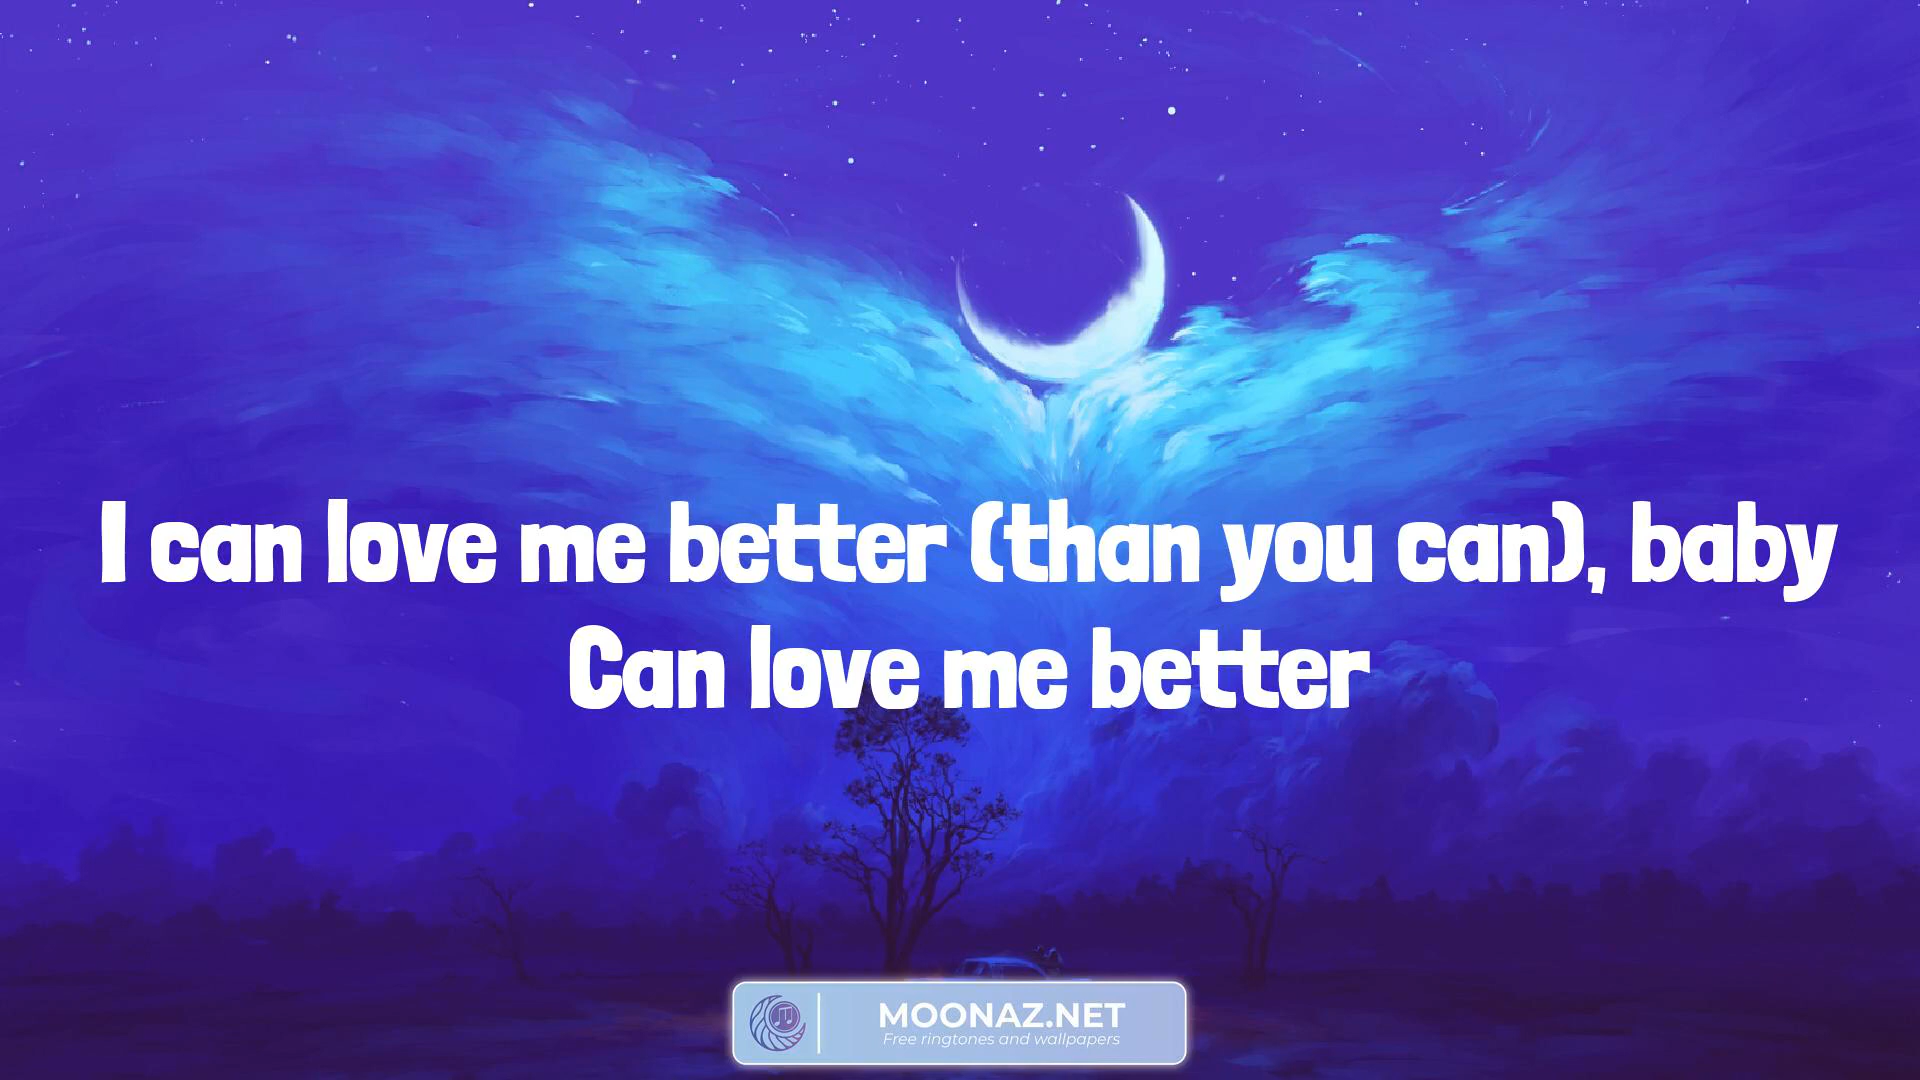 I can love me better (than you can), baby
Can love me better
MOONAZ.NET
Free ringtones and wallpapers